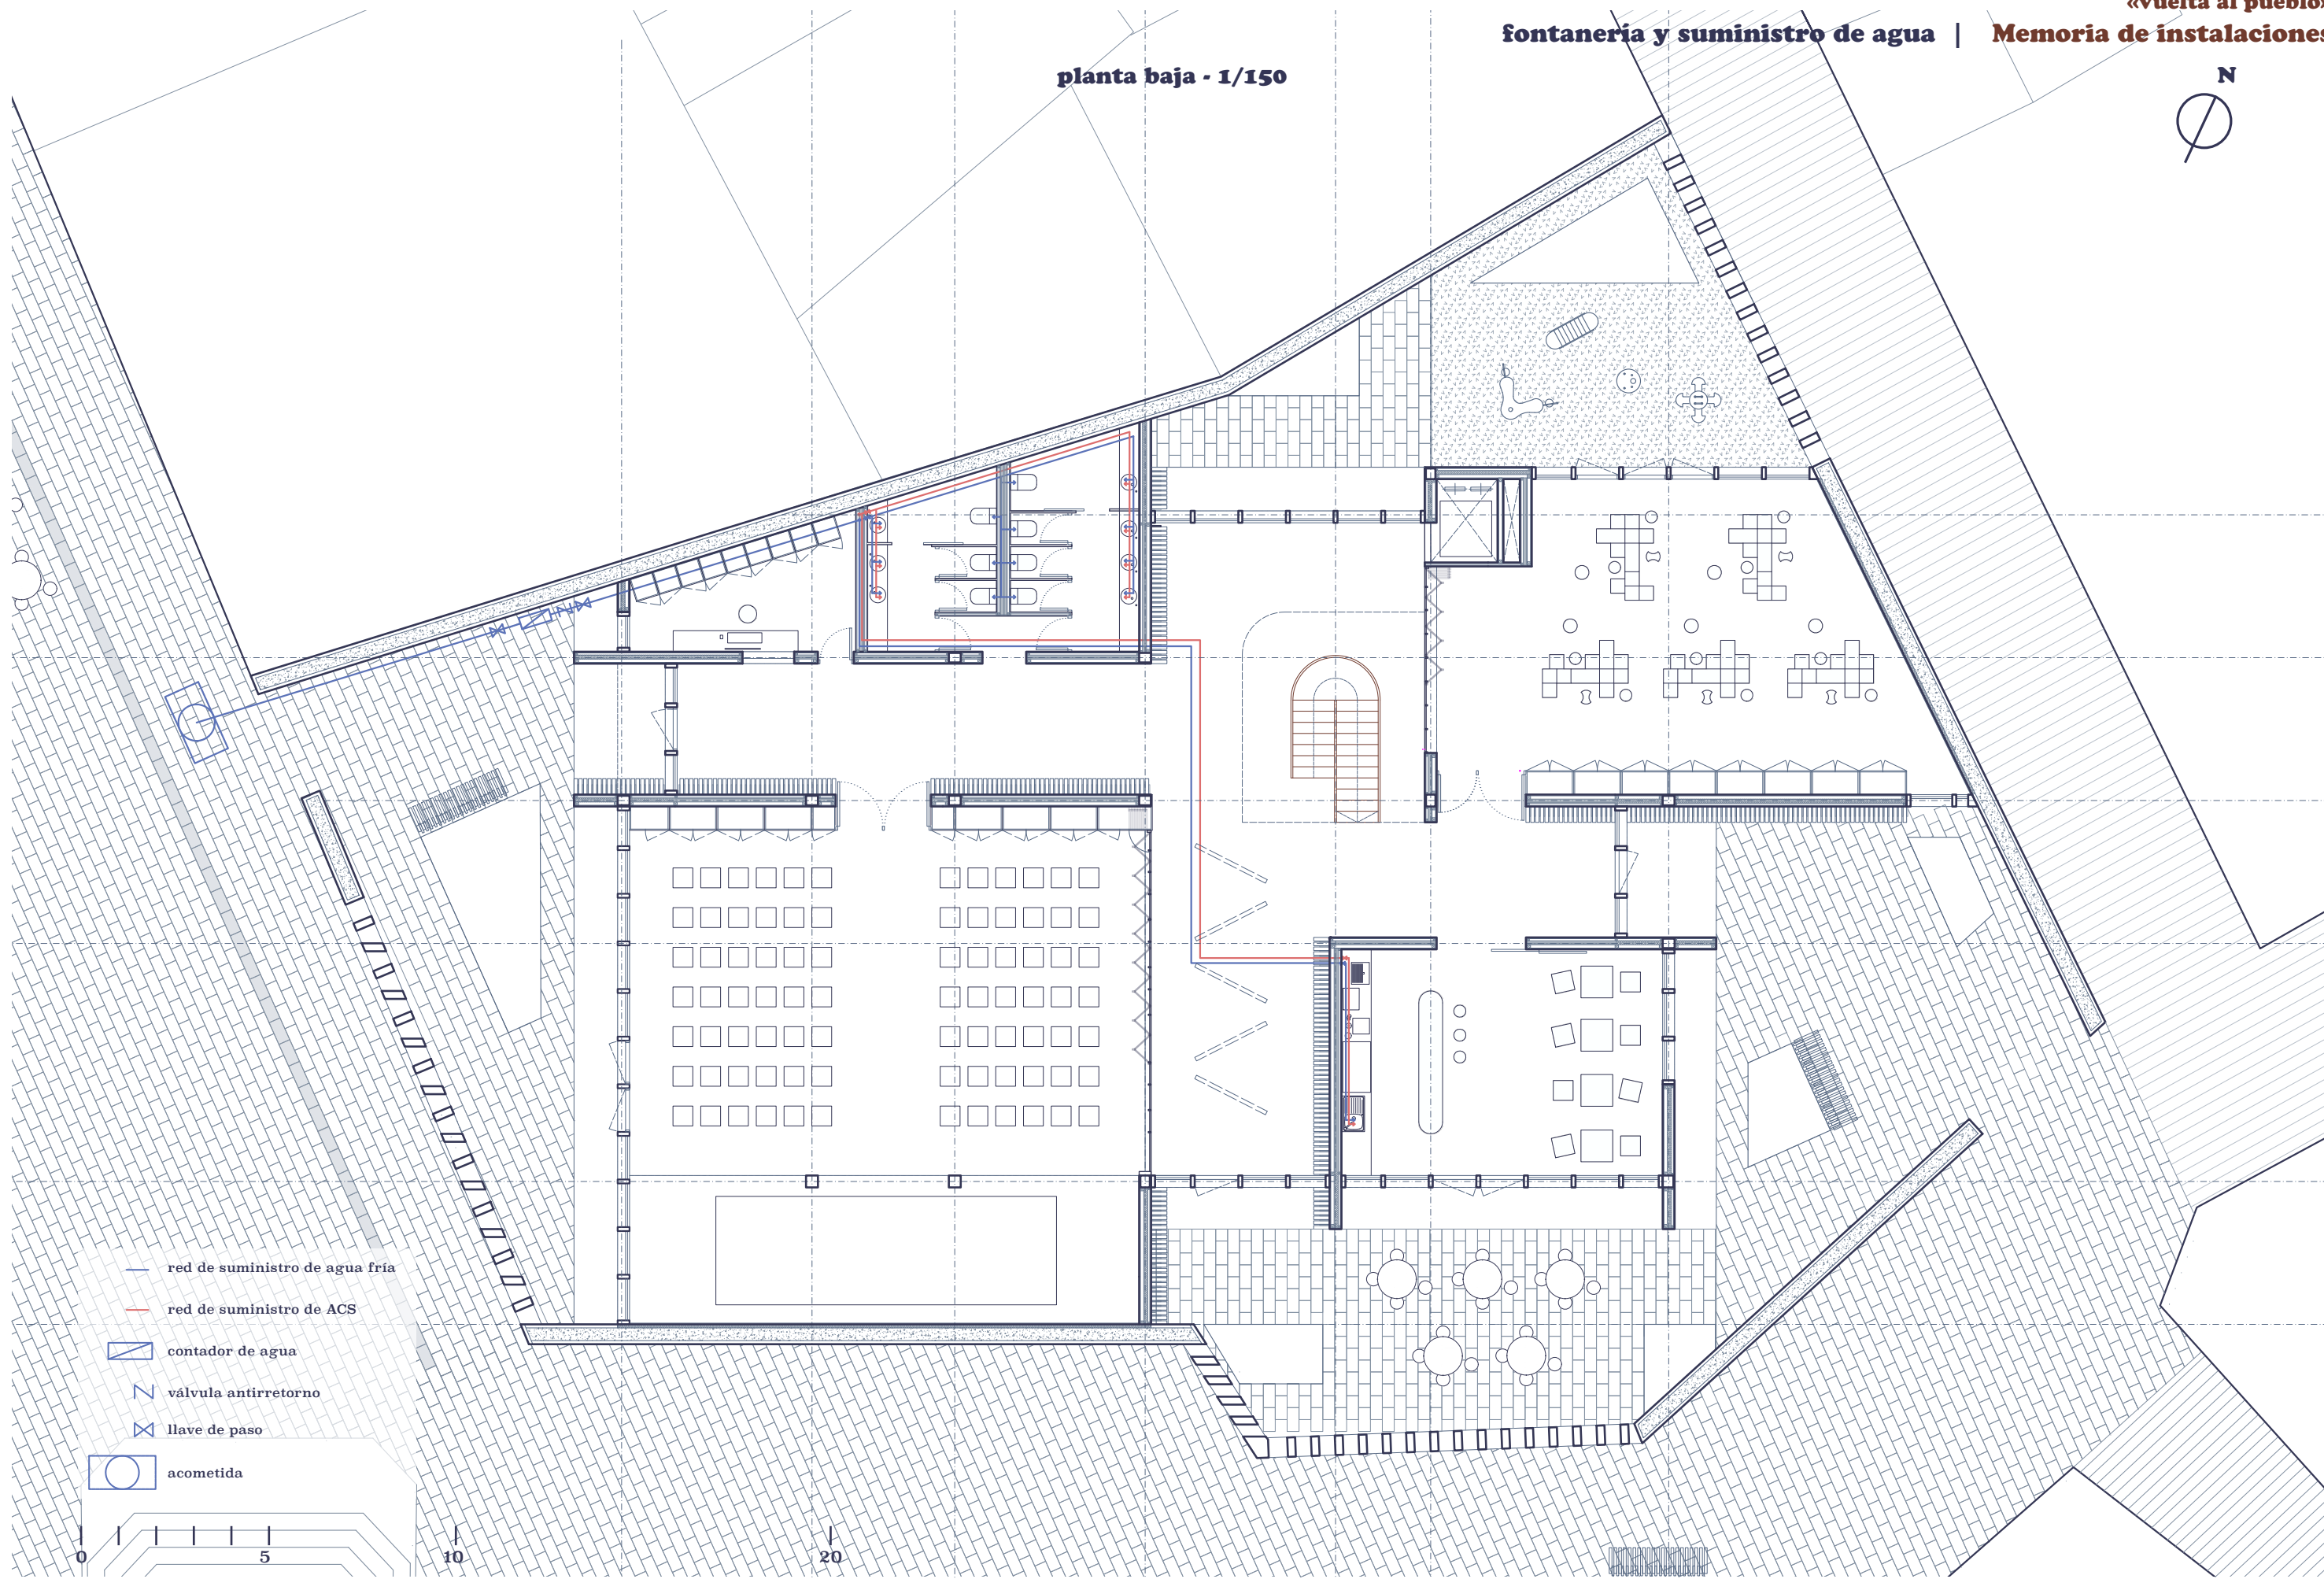 «vuelta al pueblo»
fontanería y suministro de agua | Memoria de instalaciones
planta baja - 1/150
N
red de suministro de agua fría
red de suministro de ACS
contador de agua
válvula antirretorno
llave de paso
acometida
0 5 10 20